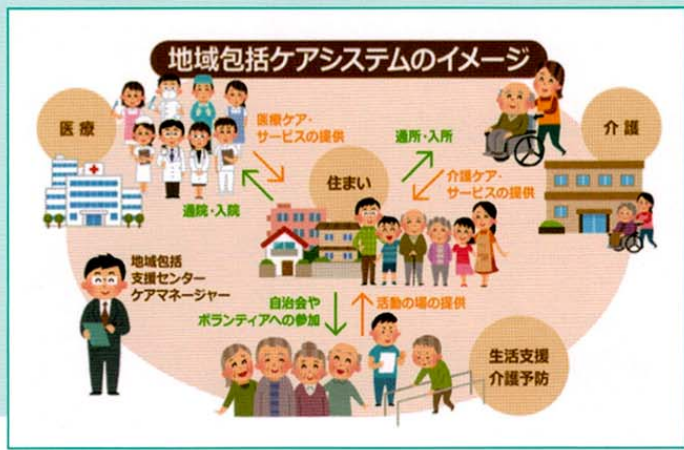 地域包括ケアシステムのイメージ
医療
医療ケア・
サービスの提供
通所・入所
介護
住まい
介護ケア・
サービスの提供
通院・入院
地域包括
支援センター
ケアマネージャー
自治会や
ボランティアへの参加
活動の場の提供
生活支援
介護予防